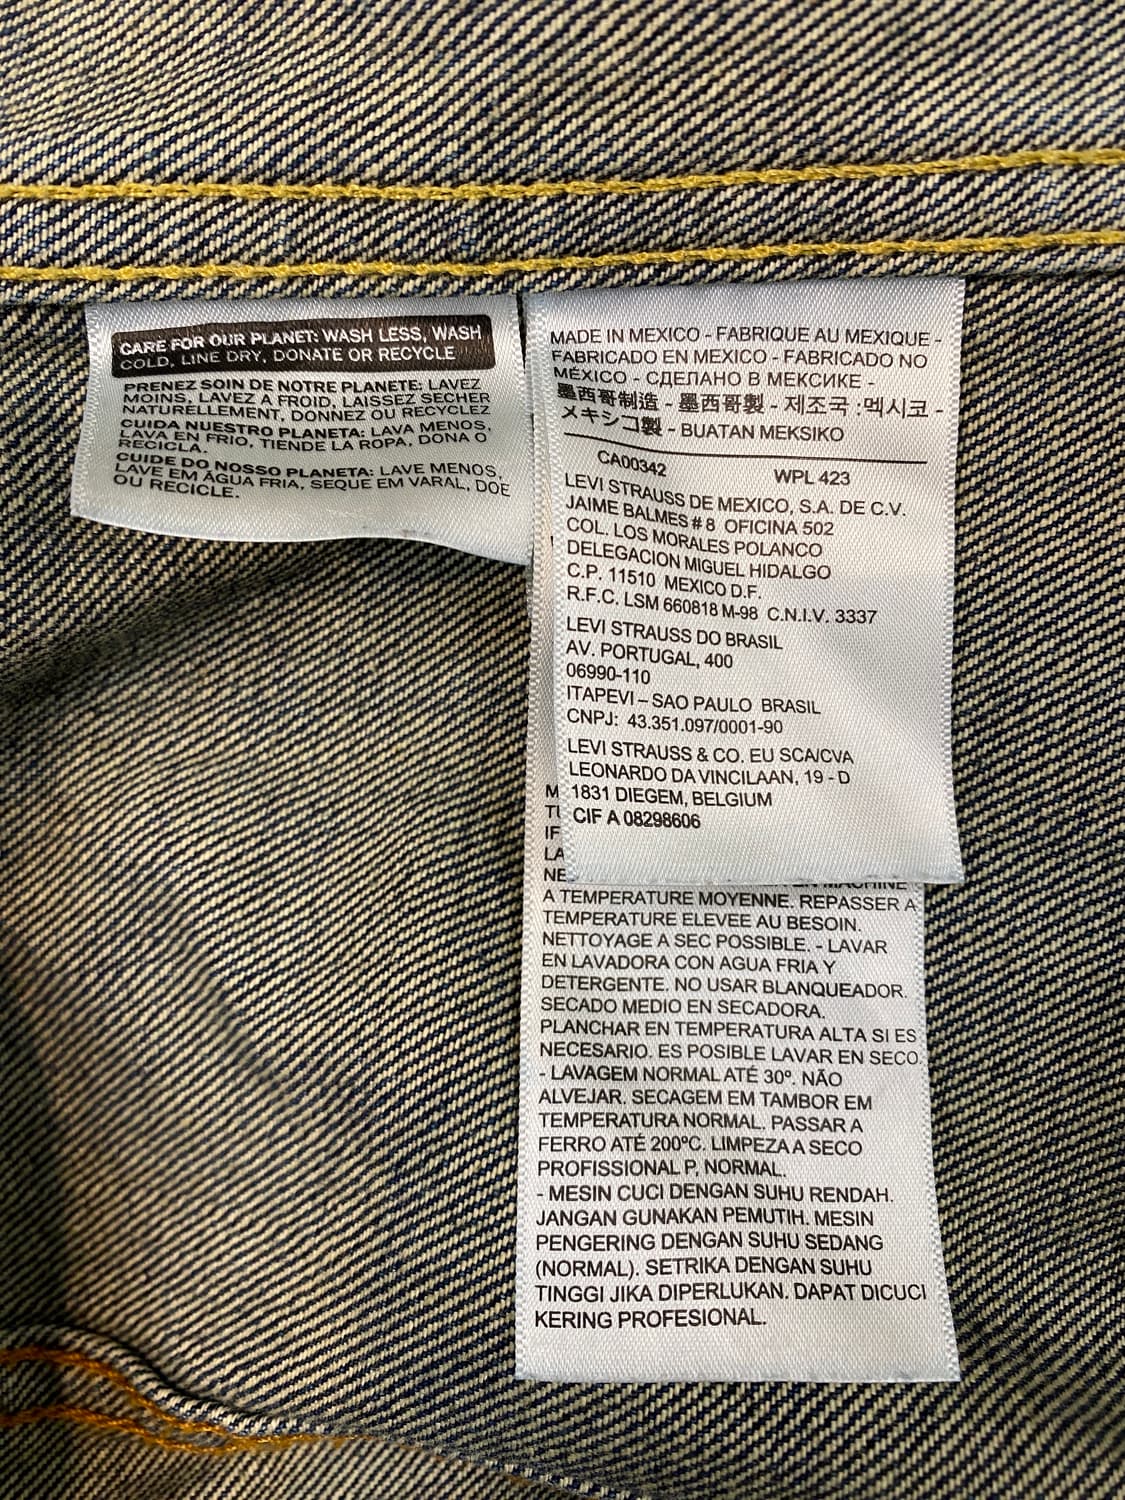 CARE FOR OUR PLANET: WASH LESS, WASH
COLD, LINE DRY, DONATE OR RECYCLE
PRENEZ SOIN DE NOTRE PLANETE: LAVEZ
MOINS, LAVEZ A FROID, LAISSEZ SECHER
NATURELLEMENT, DONNEZ OU RECYCLEZ
CUIDA NUESTRO PLANETA: LAVA MENOS,
LAVA EN FRIO, TIENDE LA ROPA, DONA O
RECICLA.
CUIDE DO NOSSO PLANETA: LAVE MENOS,
LAVE EM ÁGUA FRIA, SEQUE EM VARAL, DOE
OU RECICLE.
MADE IN MEXICO - FABRIQUE AU MEXIQUE -
FABRICADO EN MEXICO - FABRICADO NO
MÉXICO - СДЕЛАНО В МЕКСИКЕ -
墨西哥制造 - 墨西哥製 - 제조국 :멕시코 -
メキシコ製 - BUATAN MEKSIKO
CA00342 WPL 423
LEVI STRAUSS DE MEXICO, S.A. DE C.V.
JAIME BALMES # 8 OFICINA 502
COL. LOS MORALES POLANCO
DELEGACION MIGUEL HIDALGO
C.P. 11510 MEXICO D.F.
R.F.C. LSM 660818 M-98 C.N.I.V. 3337
LEVI STRAUSS DO BRASIL
AV. PORTUGAL, 400
06990-110
ITAPEVI – SAO PAULO BRASIL
CNPJ: 43.351.097/0001-90
LEVI STRAUSS & CO. EU SCA/CVA
LEONARDO DA VINCILAAN, 19 - D
1831 DIEGEM, BELGIUM
CIF A 08298606
A TEMPERATURE MOYENNE. REPASSER A
TEMPERATURE ELEVEE AU BESOIN.
NETTOYAGE A SEC POSSIBLE. - LAVAR
EN LAVADORA CON AGUA FRIA Y
DETERGENTE. NO USAR BLANQUEADOR.
SECADO MEDIO EN SECADORA.
PLANCHAR EN TEMPERATURA ALTA SI ES
NECESARIO. ES POSIBLE LAVAR EN SECO.
- LAVAGEM NORMAL ATÉ 30º. NÃO
ALVEJAR. SECAGEM EM TAMBOR EM
TEMPERATURA NORMAL. PASSAR A
FERRO ATÉ 200ºC. LIMPEZA A SECO
PROFISSIONAL P, NORMAL.
- MESIN CUCI DENGAN SUHU RENDAH.
JANGAN GUNAKAN PEMUTIH. MESIN
PENGERING DENGAN SUHU SEDANG
(NORMAL). SETRIKA DENGAN SUHU
TINGGI JIKA DIPERLUKAN. DAPAT DICUCI
KERING PROFESIONAL.